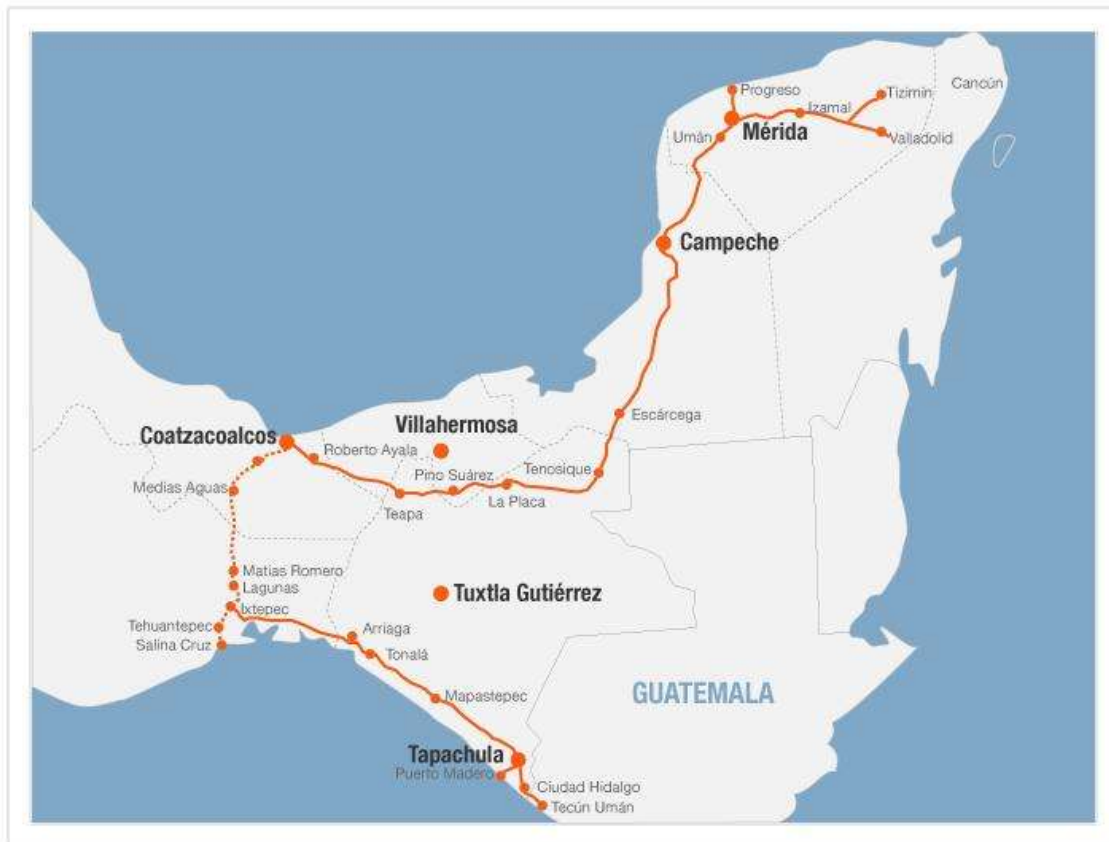 Progreso
Tizimín
Cancún
Izamal
Mérida
Umán
Valladolid
Campeche
Escárcega
Villahermosa
Coatzacoalcos
Roberto Ayala
Pino Suárez
Tenosique
Medias Aguas
La Placa
Teapa
Matias Romero
Lagunas
Tuxtla Gutiérrez
Ixtepec
Tehuantepec
Arriaga
Salina Cruz
Tonalá
Mapastepec
GUATEMALA
Tapachula
Puerto Madero
Ciudad Hidalgo
Tecún Umán